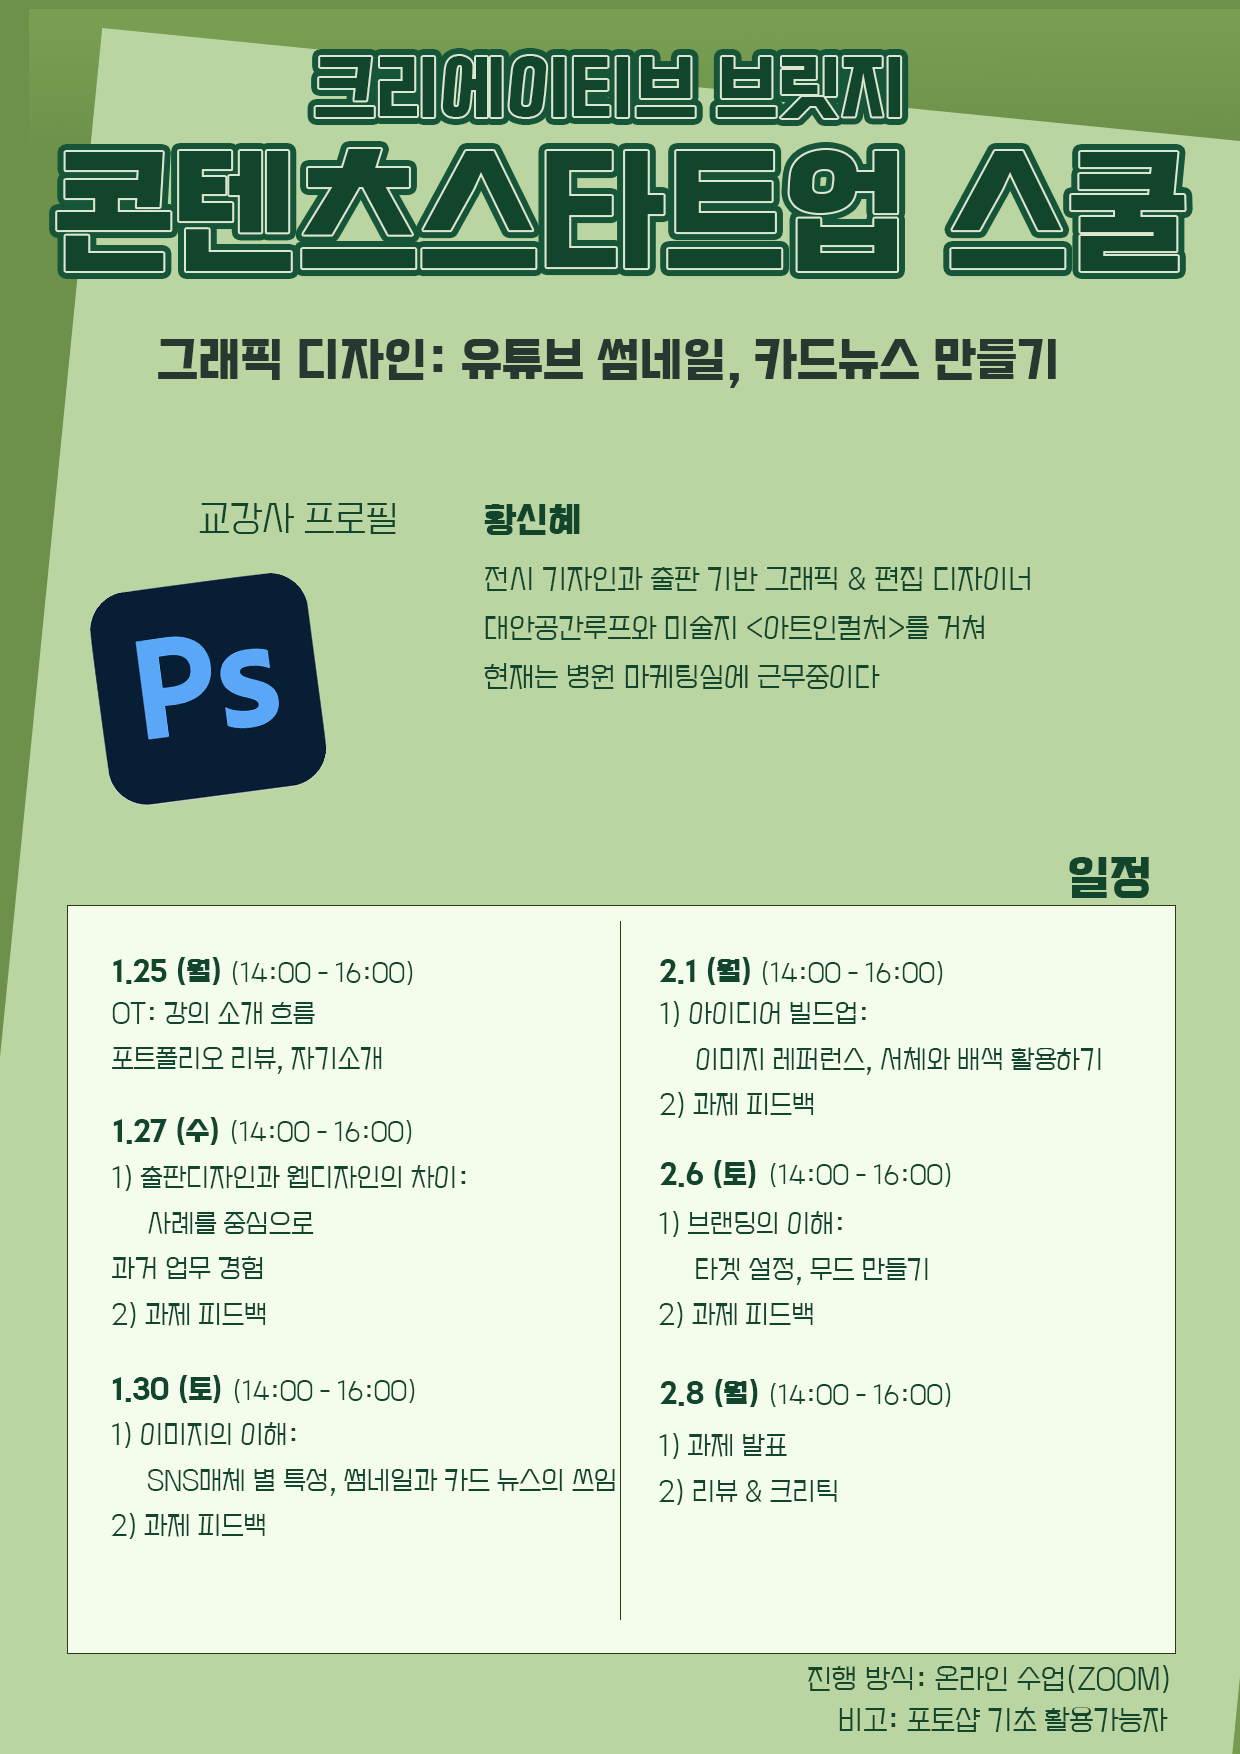 크리에이티브 브릿지
콘텐츠스타트업 스쿨
그래픽 디자인: 유튜브 썸네일, 카드뉴스 만들기
교강사 프로필
황신혜
전시 기자인과 출판 기반 그래픽 & 편집 디자이너
대안공간루프와 미술지 <아트인컬처>를 거쳐
현재는 병원 마케팅실에 근무중이다
Ps
일정
1.25 (월) (14:00 - 16:00)
OT: 강의 소개 흐름
포트폴리오 리뷰, 자기소개
1.27 (수) (14:00 - 16:00)
1) 출판디자인과 웹디자인의 차이:
사례를 중심으로
과거 업무 경험
2) 과제 피드백
1.30 (토) (14:00 - 16:00)
1) 이미지의 이해:
SNS매체 별 특성, 썸네일과 카드 뉴스의 쓰임
2) 과제 피드백
2.1 (월) (14:00 - 16:00)
1) 아이디어 빌드업:
이미지 레퍼런스, 서체와 배색 활용하기
2) 과제 피드백
2.6 (토) (14:00 - 16:00)
1) 브랜딩의 이해:
타겟 설정, 무드 만들기
2) 과제 피드백
2.8 (월) (14:00 - 16:00)
1) 과제 발표
2) 리뷰 & 크리틱
진행 방식: 온라인 수업(ZOOM)
비고: 포토샵 기초 활용가능자